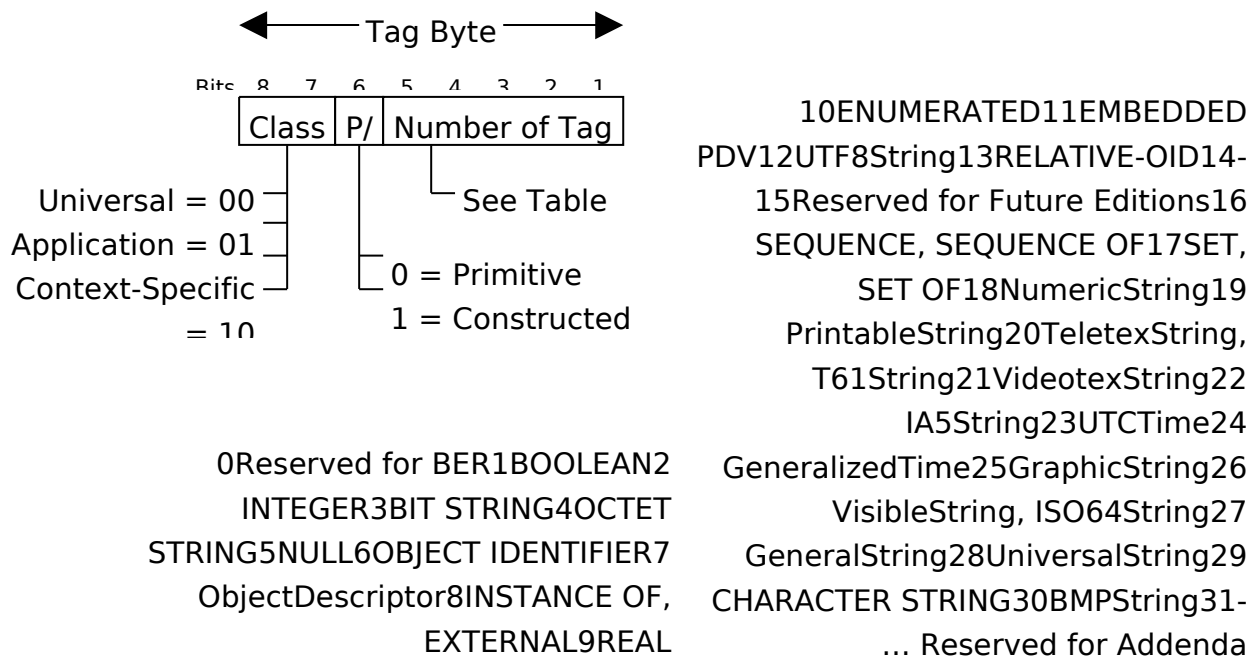 Tag Byte
Bits 8 7 6 5 4 3 2 1
Class P/ Number of Tag
Universal = 00
Application = 01
Context-Specific
= 10
See Table
0 = Primitive
1 = Constructed
0Reserved for BER1BOOLEAN2
INTEGER3BIT STRING4OCTET
STRING5NULL6OBJECT IDENTIFIER7
ObjectDescriptor8INSTANCE OF,
EXTERNAL9REAL
10ENUMERATED11EMBEDDED
PDV12UTF8String13RELATIVE-OID14-
15Reserved for Future Editions16
SEQUENCE, SEQUENCE OF17SET,
SET OF18NumericString19
PrintableString20TeletexString,
T61String21VideotexString22
IA5String23UTCTime24
GeneralizedTime25GraphicString26
VisibleString, ISO64String27
GeneralString28UniversalString29
CHARACTER STRING30BMPString31-
... Reserved for Addenda